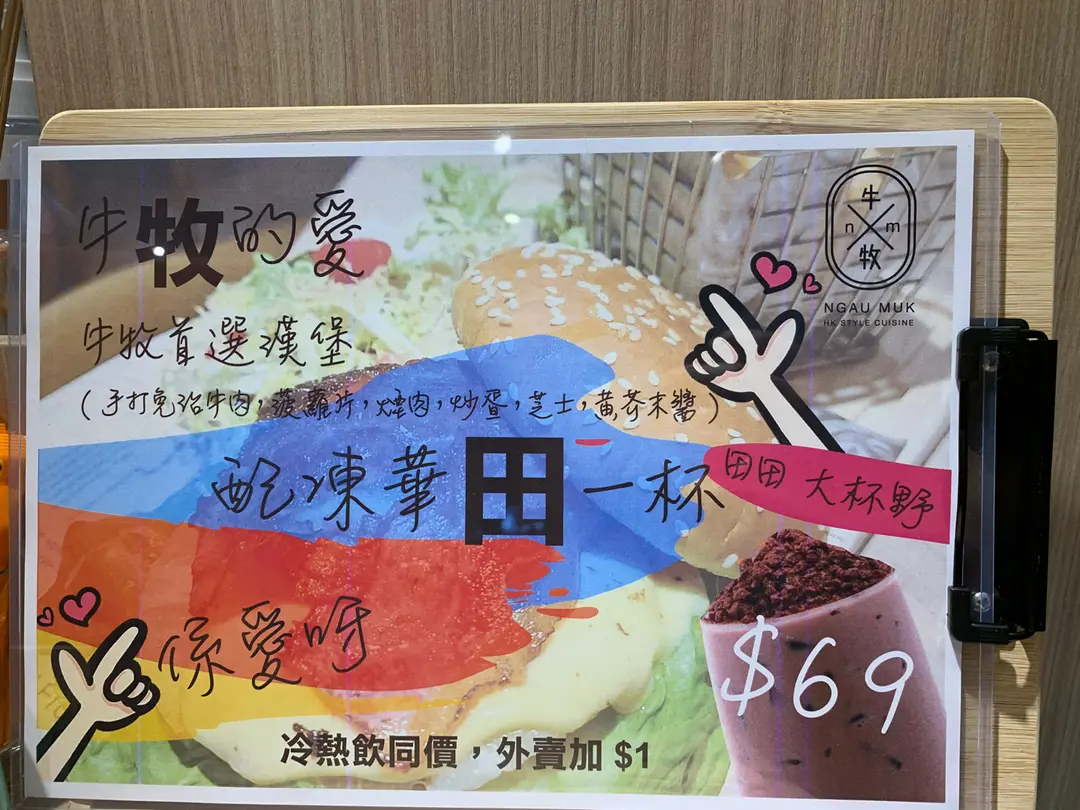 牛牧的愛
牛
n m
牧
NGAU MUK
HK STYLE CUISINE
牛牧首選漢堡
(手打免治牛肉，菠蘿片，煙肉，炒蛋，芝士，黃芥末醬)
配凍華田一杯
田田 大杯野
係愛呀
$69
冷熱飲同價，外賣加 $1